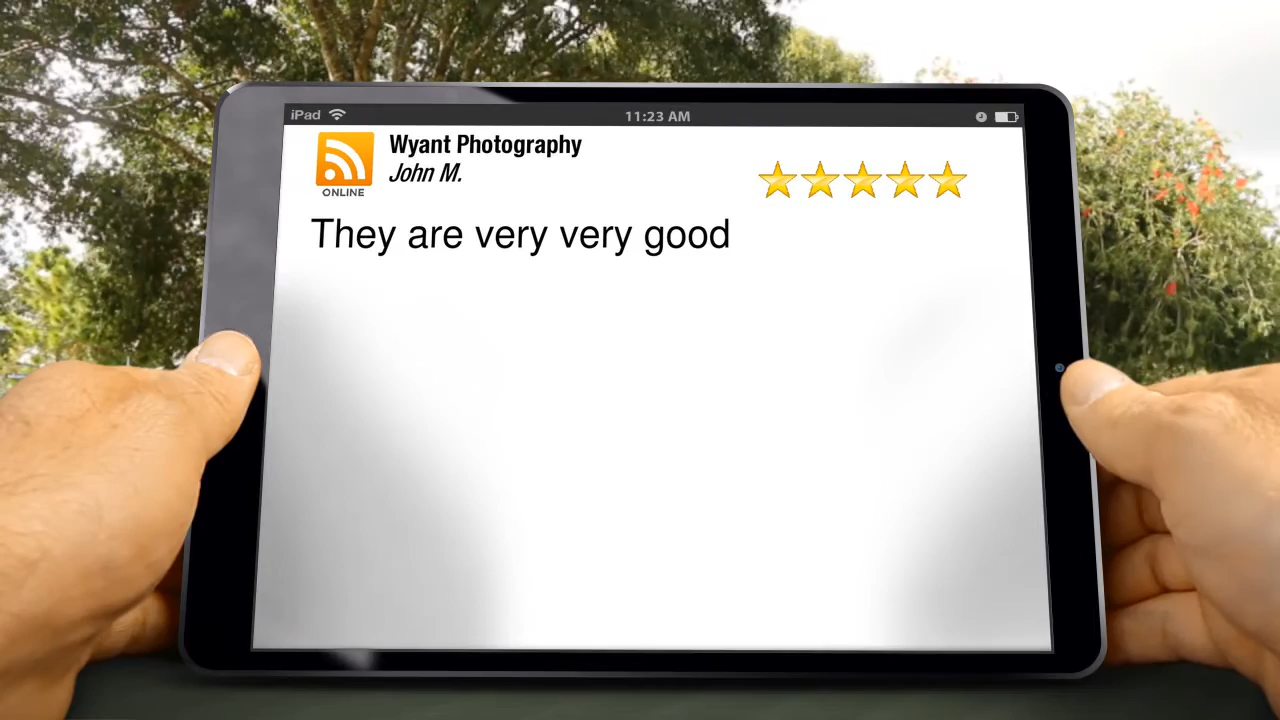 iPad 11:23 AM
Wyant Photography
John M.
ONLINE
They are very very good